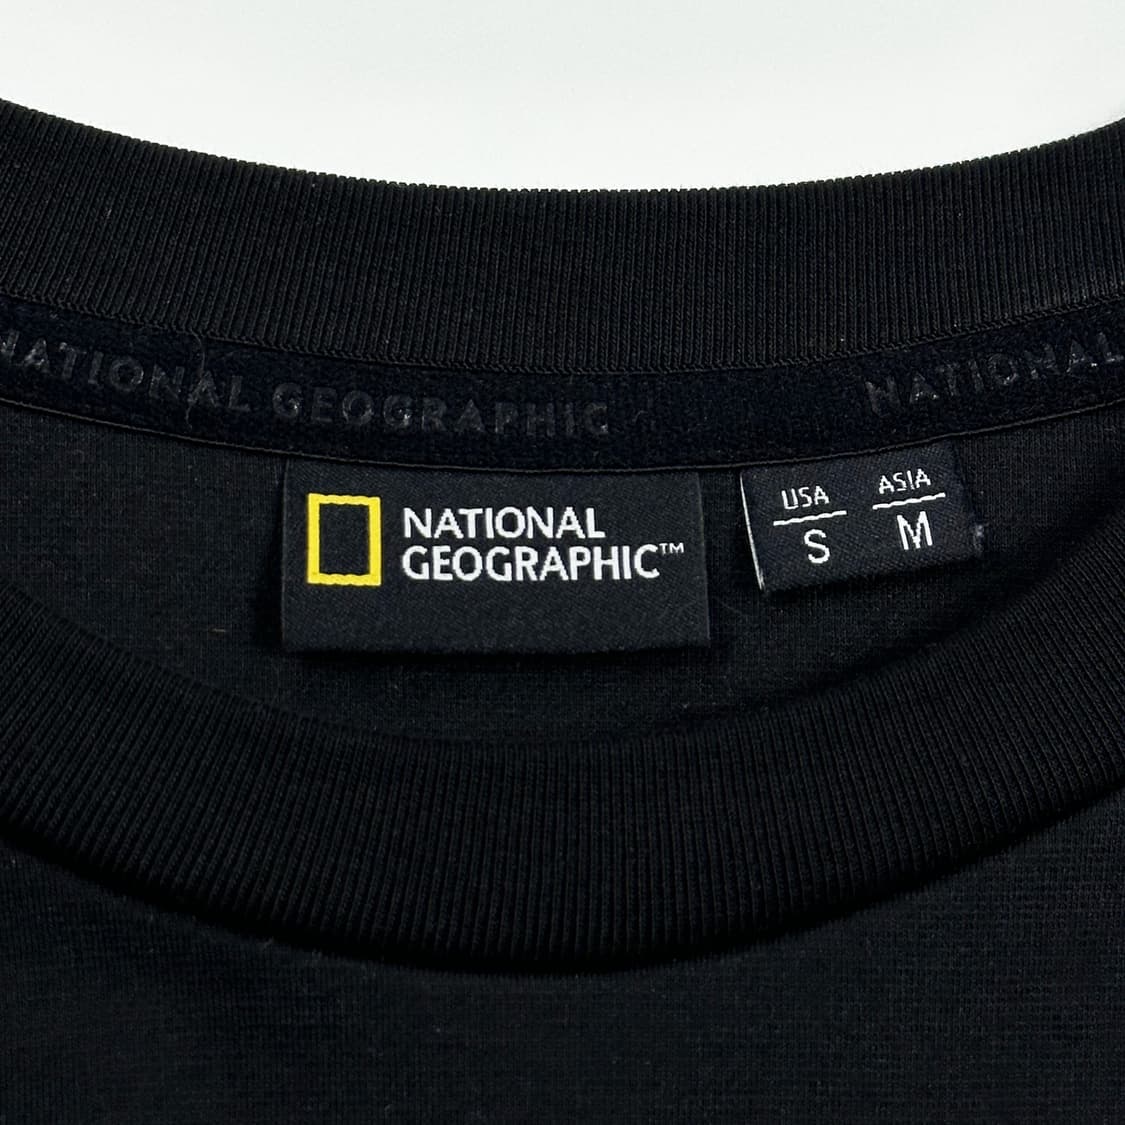 NATIONAL GEOGRAPHIC NATIONAL
NATIONAL
GEOGRAPHIC™
USA ASIA
S M